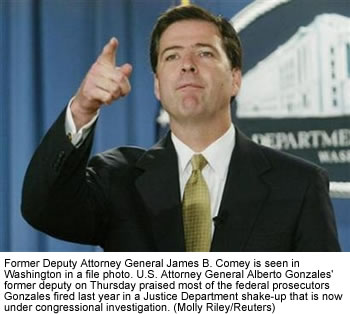 DEPARTMENT
WASHI
Former Deputy Attorney General James B. Comey is seen in
Washington in a file photo. U.S. Attorney General Alberto Gonzales'
former deputy on Thursday praised most of the federal prosecutors
Gonzales fired last year in a Justice Department shake-up that is now
under congressional investigation. (Molly Riley/Reuters)